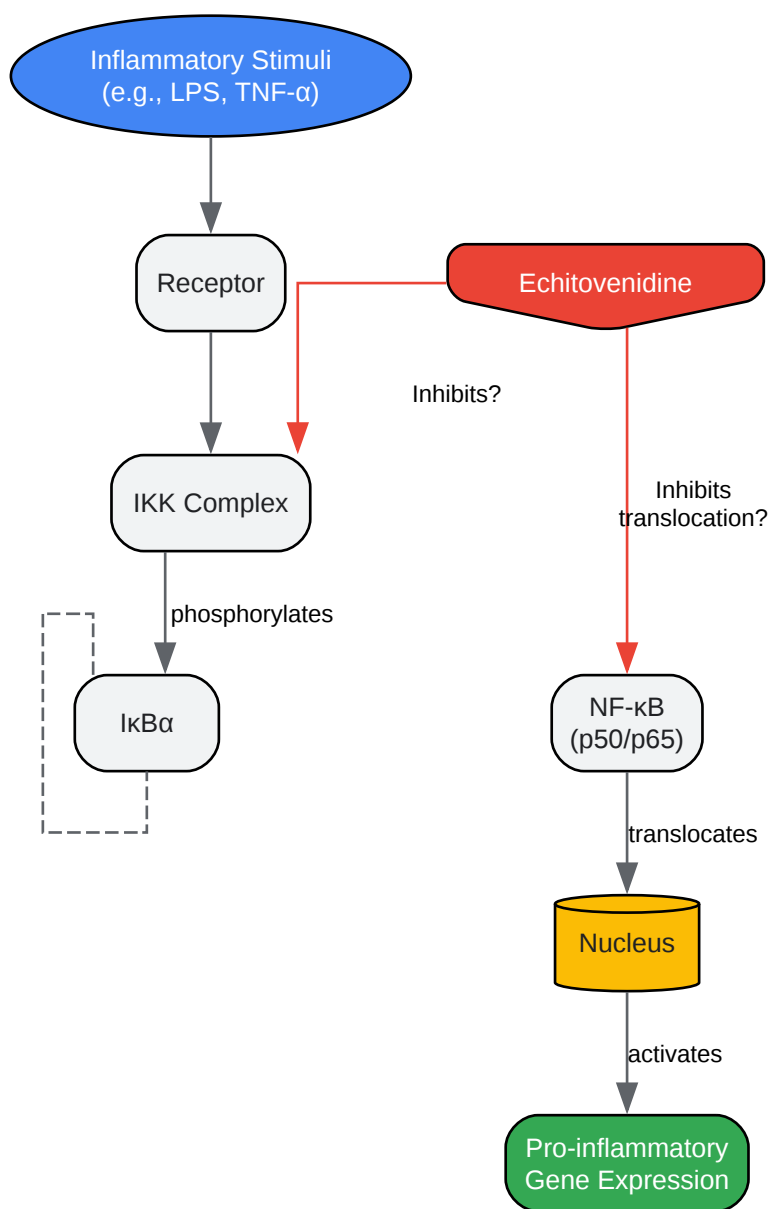 Inflammatory Stimuli
(e.g., LPS, TNF-α)
Receptor
Echitovenidine
Inhibits?
IKK Complex
Inhibits
translocation?
phosphorylates
IκBα
NF-κB
(p50/p65)
translocates
Nucleus
activates
Pro-inflammatory
Gene Expression